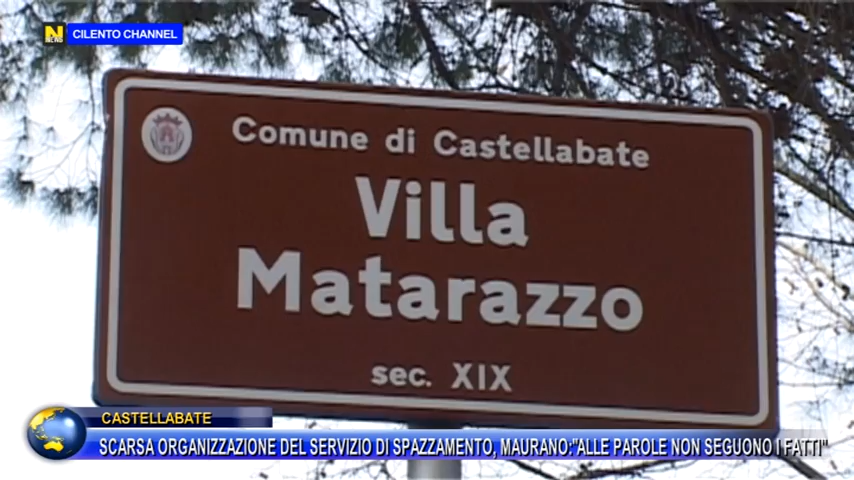 N
CILENTO CHANNEL
Comune di Castellabate
Villa
Matarazzo
sec. XIX
CASTELLABATE
SCARSA ORGANIZZAZIONE DEL SERVIZIO DI SPAZZAMENTO, MAURANO:"ALLE PAROLE NON SEGUONO I FATTI"